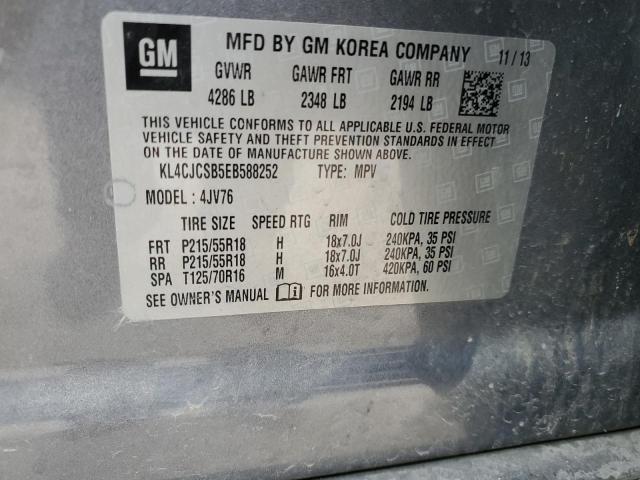 GM MFD BY GM KOREA COMPANY 11/13
GVWR GAWR FRT GAWR RR
4286 LB 2348 LB 2194 LB
THIS VEHICLE CONFORMS TO ALL APPLICABLE U.S. FEDERAL MOTOR
VEHICLE SAFETY AND THEFT PREVENTION STANDARDS IN EFFECT
ON THE DATE OF MANUFACTURE SHOWN ABOVE.
KL4CJCSB5EB588252 TYPE: MPV
MODEL: 4JV76
TIRE SIZE SPEED RTG RIM COLD TIRE PRESSURE
FRT P215/55R18 H 18x7.0J 240KPA, 35 PSI
RR P215/55R18 H 18x7.0J 240KPA, 35 PSI
SPA T125/70R16 M 16x4.0T 420KPA, 60 PSI
SEE OWNER'S MANUAL FOR MORE INFORMATION.